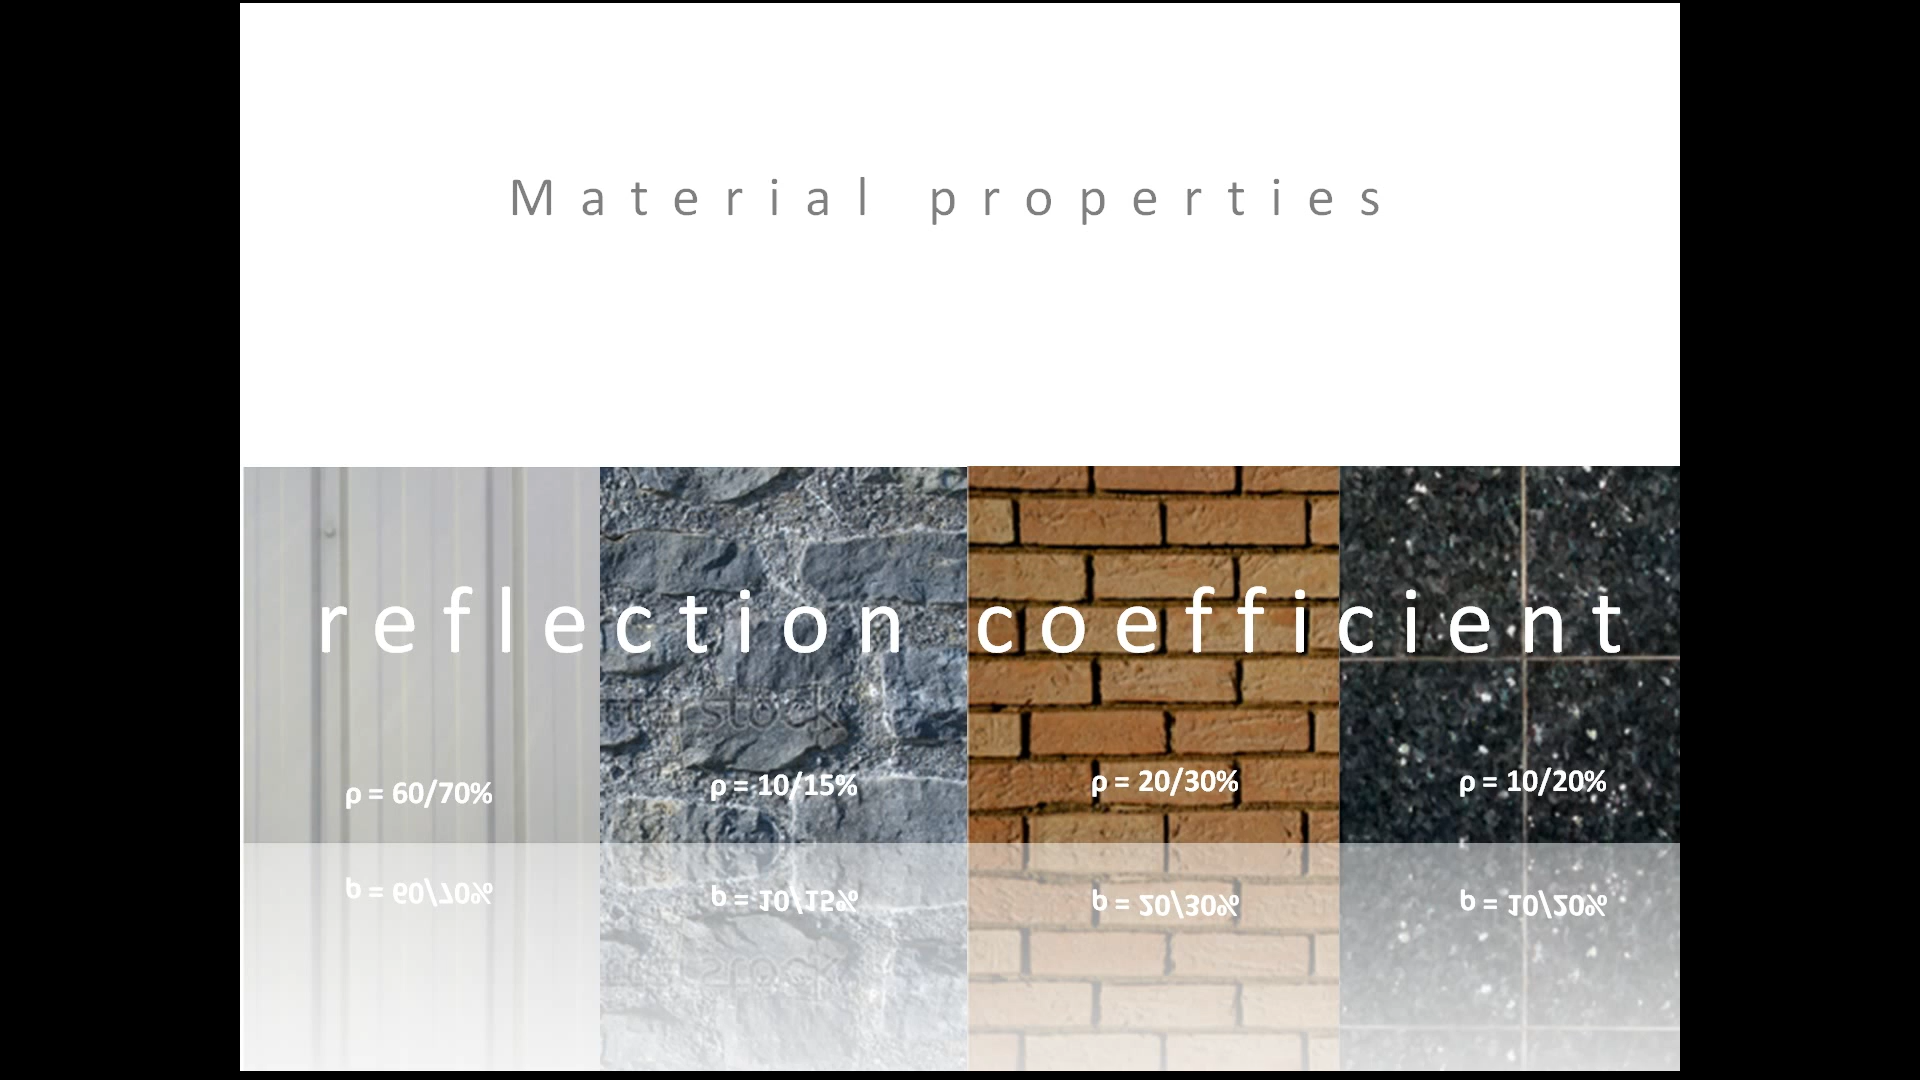 Material properties
reflection coefficient
ρ = 60/70%
ρ = 10/15%
ρ = 20/30%
ρ = 10/20%